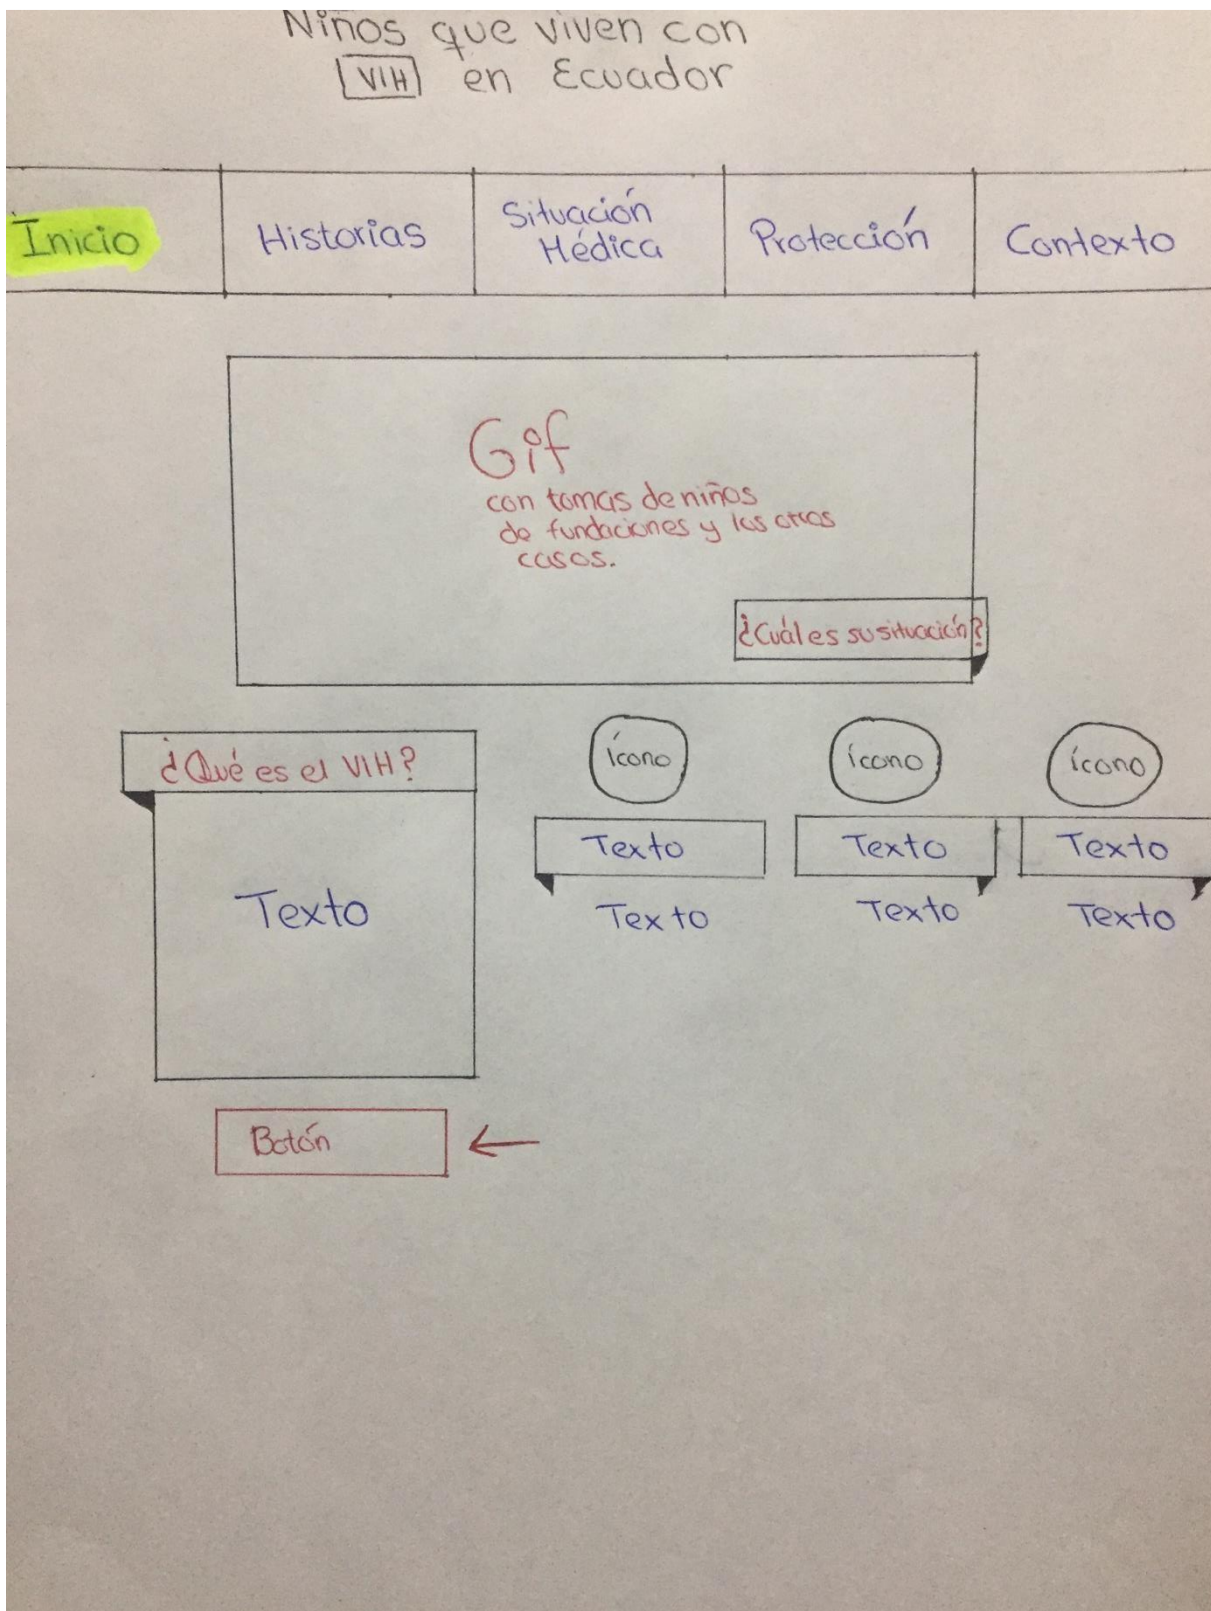 Niños que viven con
VIH en Ecuador
Inicio
Historias
Situación
Médica
Protección
Contexto
Gif
con tomas de niños
de fundaciones y los otros
casos.
¿Cuál es su situación?
¿Qué es el VIH?
Texto
Botón
ícono
ícono
ícono
Texto
Texto
Texto
Texto
Texto
Texto